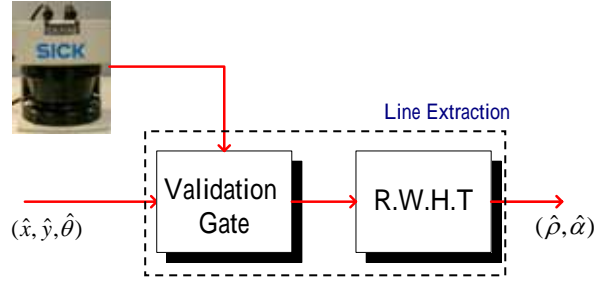 SICK
Line Extraction
Validation
Gate
R.W.H.T
(x̂, ŷ, θ̂)
(ρ̂, α̂)